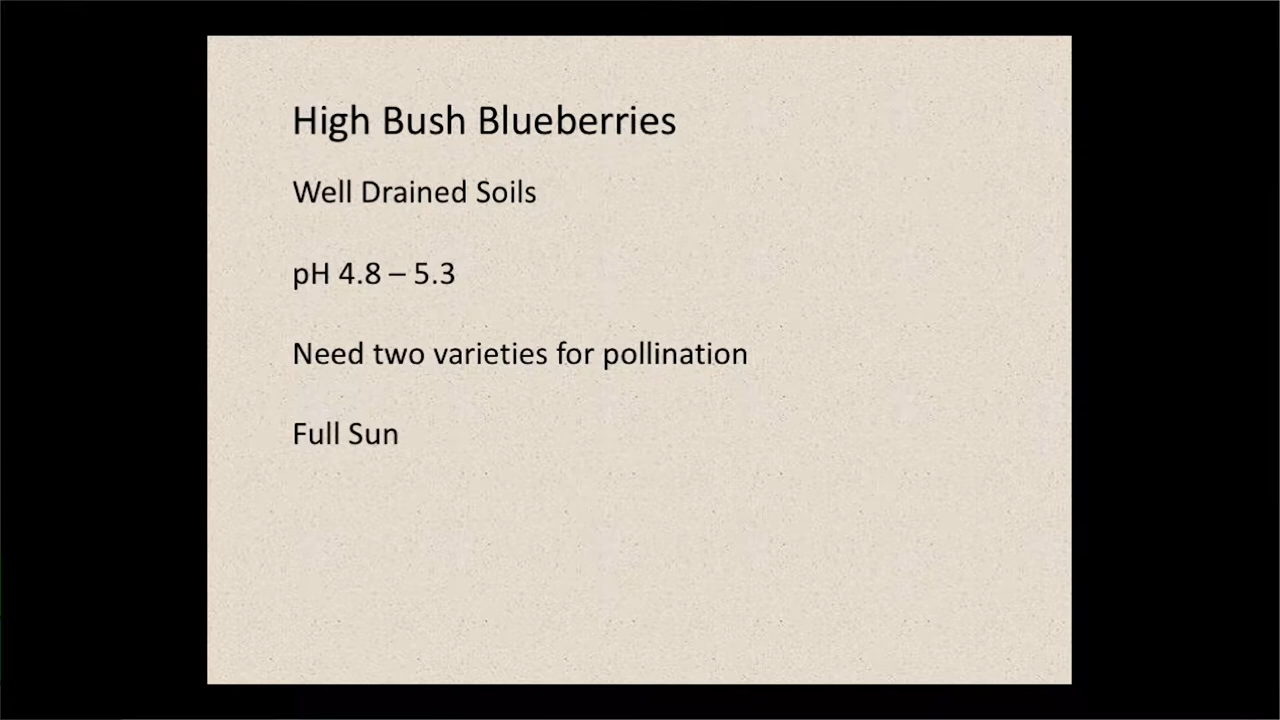 High Bush Blueberries
Well Drained Soils
pH 4.8 – 5.3
Need two varieties for pollination
Full Sun